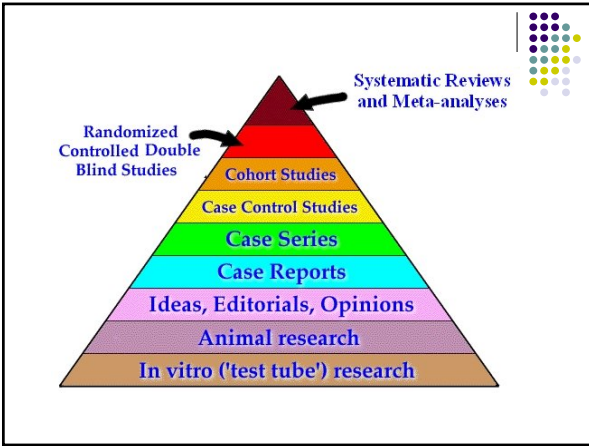 Systematic Reviews
and Meta-analyses
Randomized
Controlled Double
Blind Studies
Cohort Studies
Case Control Studies
Case Series
Case Reports
Ideas, Editorials, Opinions
Animal research
In vitro ('test tube') research